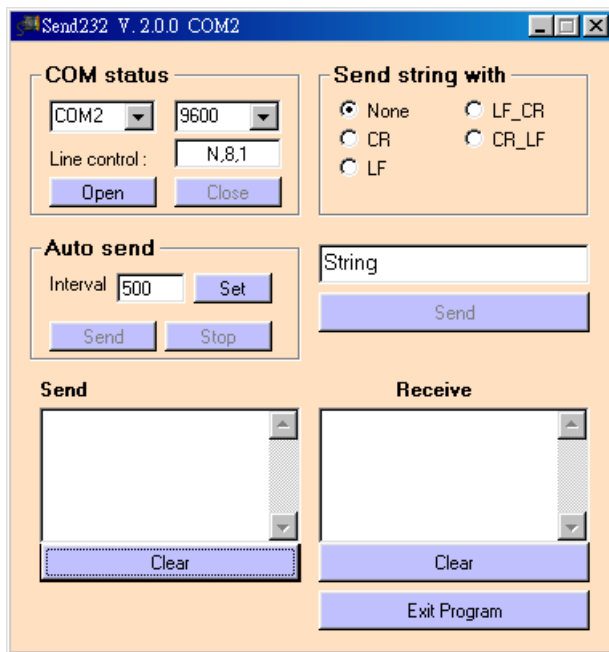 Send232 V. 2.0.0 COM2
COM status
COM2
9600
Line control :
N,8,1
Open
Close
Send string with
None
LF_CR
CR
CR_LF
LF
Auto send
Interval
500
Set
Send
Stop
String
Send
Send
Receive
Clear
Clear
Exit Program